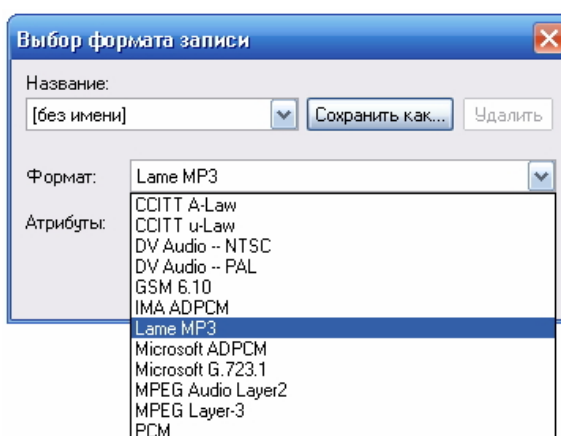 Выбор формата записи
Название:
[без имени] Сохранить как... Удалить
Формат: Lame MP3
CCITT A-Law
Атрибуты: CCITT u-Law
DV Audio -- NTSC
DV Audio -- PAL
GSM 6.10
IMA ADPCM
Lame MP3
Microsoft ADPCM
Microsoft G.723.1
MPEG Audio Layer2
MPEG Layer-3
PCM